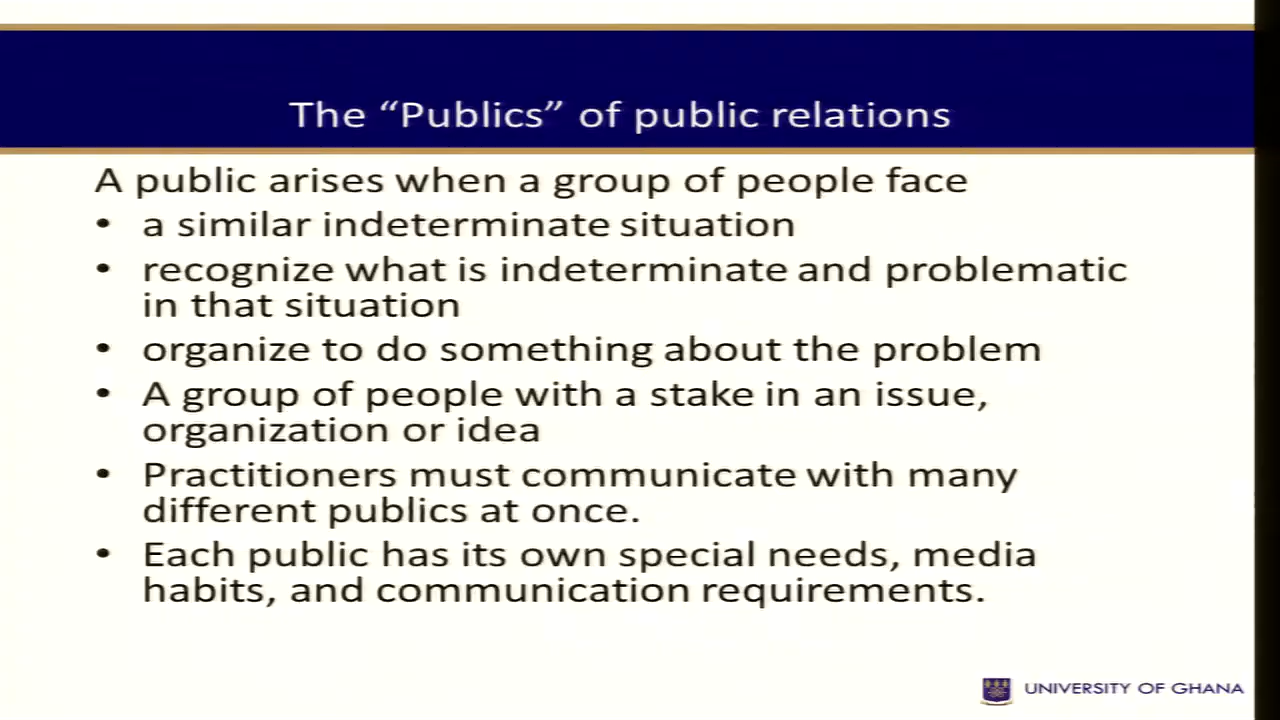 The “Publics” of public relations
A public arises when a group of people face
• a similar indeterminate situation
• recognize what is indeterminate and problematic
in that situation
• organize to do something about the problem
• A group of people with a stake in an issue,
organization or idea
• Practitioners must communicate with many
different publics at once.
• Each public has its own special needs, media
habits, and communication requirements.
UNIVERSITY OF GHANA